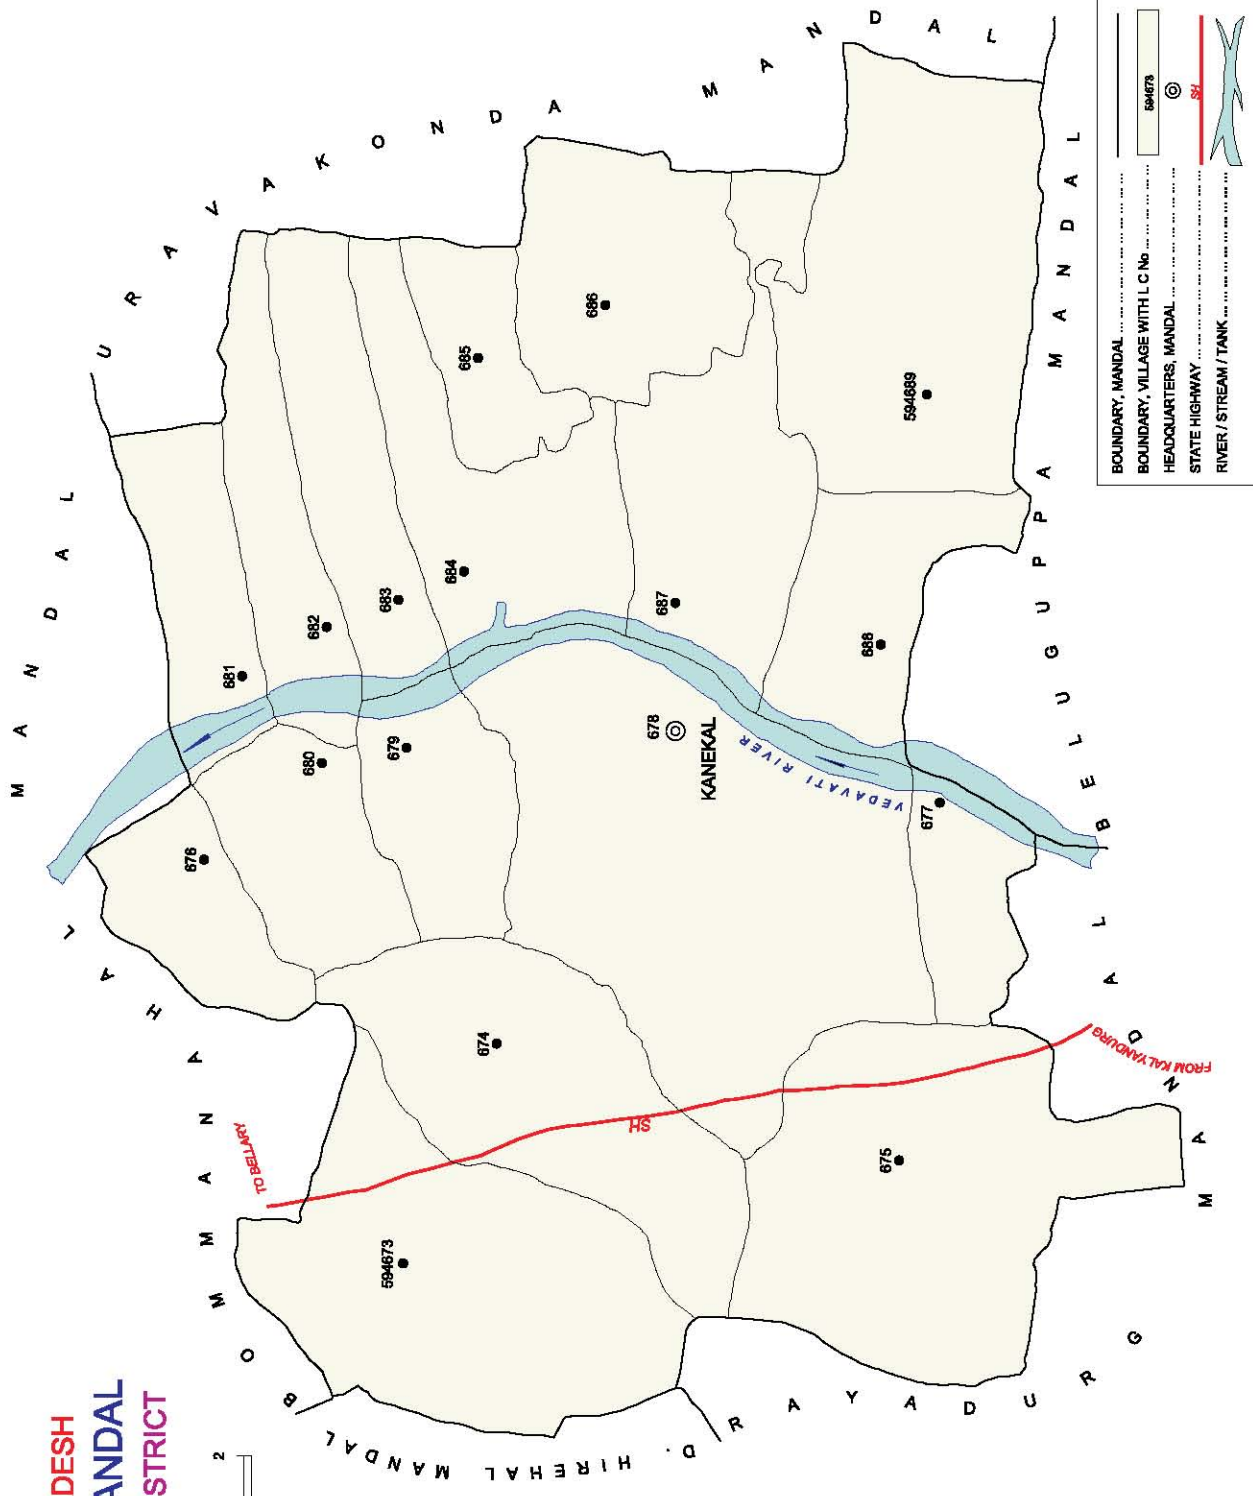 DESH
ANDAL
STRICT
2
BOMMANAHAL MANDAL
URAVAKONDA MANDAL
BELUGUPPA MANDAL
RAYADURG MANDAL
D. HIREHAL MANDAL
TO BELLARY
SH
FROM KALYANDURG
VEDAVATI RIVER
KANEKAL
594673
674
675
676
677
678
679
680
681
682
683
684
685
686
687
688
594689
BOUNDARY, MANDAL
BOUNDARY, VILLAGE WITH L C No 594673
HEADQUARTERS, MANDAL
STATE HIGHWAY SH
RIVER / STREAM / TANK